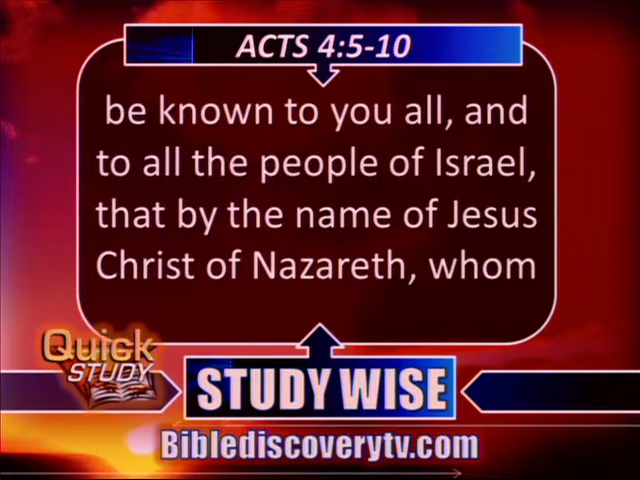 ACTS 4:5-10
be known to you all, and
to all the people of Israel,
that by the name of Jesus
Christ of Nazareth, whom
Quick
STUDY
STUDY WISE
Biblediscoverytv.com